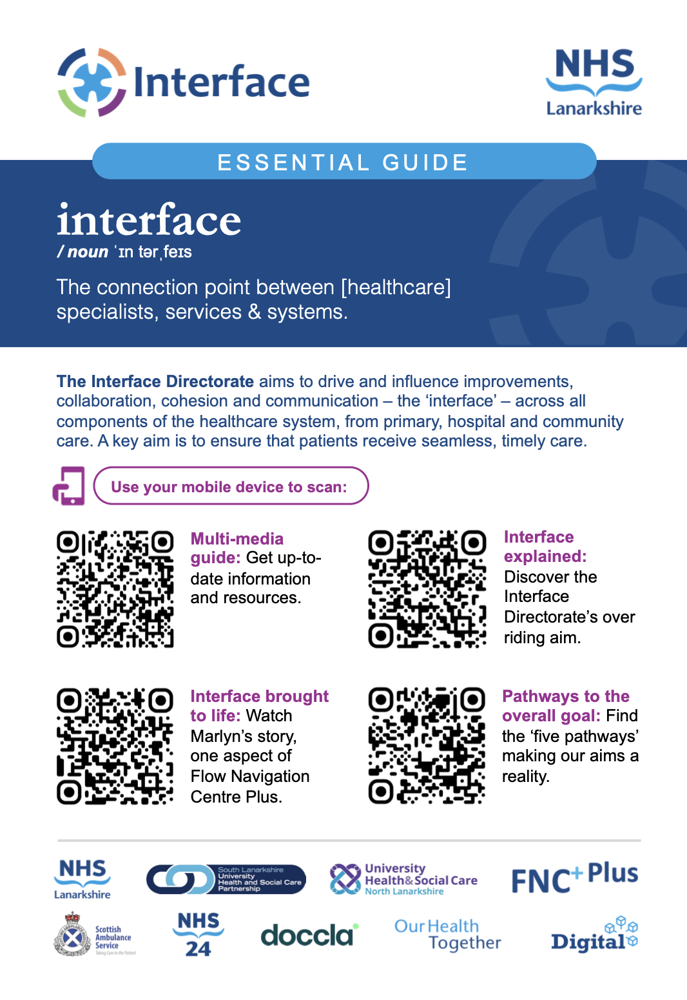 Interface
NHS
Lanarkshire
ESSENTIAL GUIDE
interface
/ noun ˈɪn tərˌfeɪs
The connection point between [healthcare]
specialists, services & systems.
The Interface Directorate aims to drive and influence improvements,
collaboration, cohesion and communication – the ‘interface’ – across all
components of the healthcare system, from primary, hospital and community
care. A key aim is to ensure that patients receive seamless, timely care.
Use your mobile device to scan:
Multi-media
guide: Get up-to-
date information
and resources.
Interface
explained:
Discover the
Interface
Directorate’s over
riding aim.
Interface brought
to life: Watch
Marlyn’s story,
one aspect of
Flow Navigation
Centre Plus.
Pathways to the
overall goal: Find
the ‘five pathways’
making our aims a
reality.
NHS
Lanarkshire
South Lanarkshire
University
Health and Social Care
Partnership
University
Health&Social Care
North Lanarkshire
FNC+Plus
Scottish
Ambulance
Service
Taking Care to the Patient
NHS
24
doccla
Our Health
Together
Digital